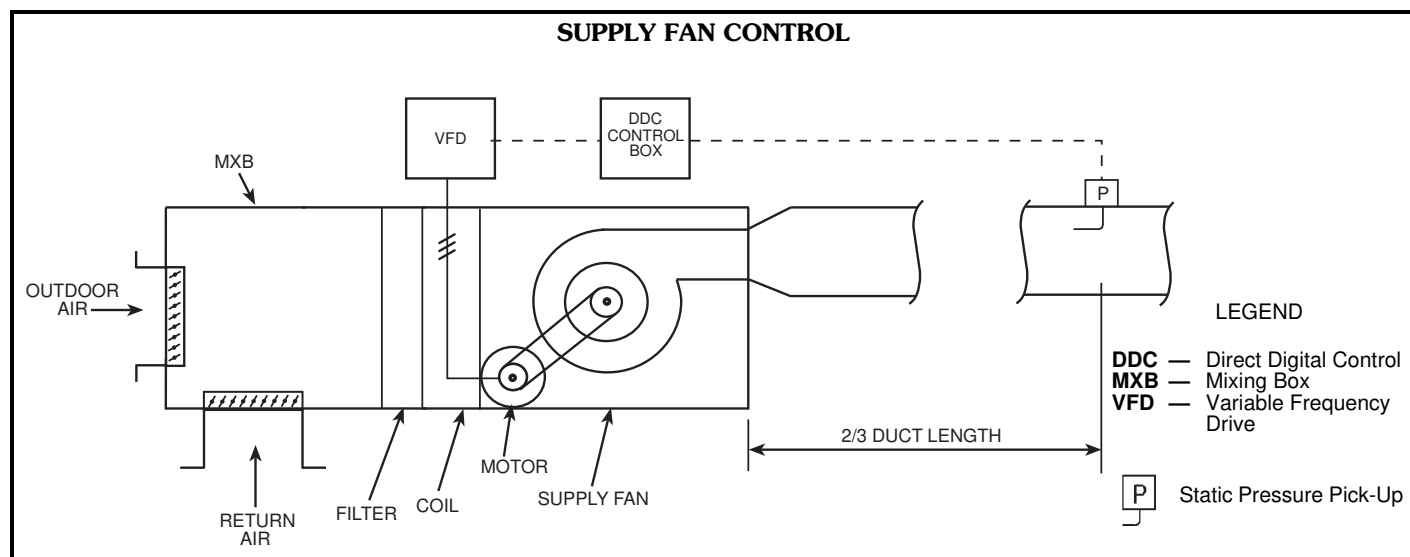 SUPPLY FAN CONTROL
VFD
DDC
CONTROL
BOX
MXB
P
OUTDOOR
AIR
LEGEND
DDC — Direct Digital Control
MXB — Mixing Box
VFD — Variable Frequency
Drive
2/3 DUCT LENGTH
MOTOR
SUPPLY FAN
COIL
FILTER
RETURN
AIR
P Static Pressure Pick-Up